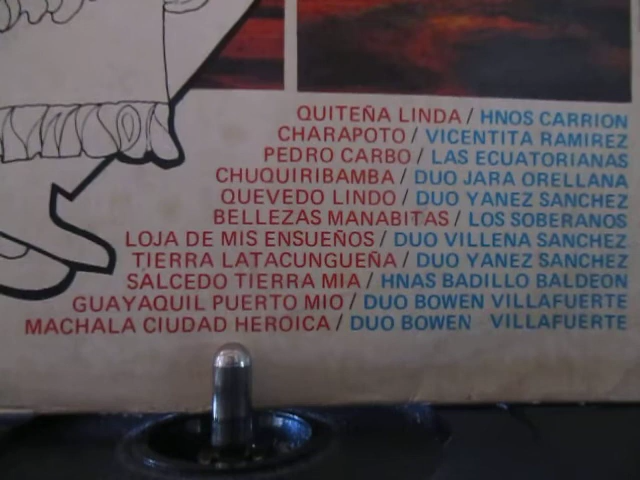 QUITEÑA LINDA / HNOS CARRION
CHARAPOTO / VICENTITA RAMIREZ
PEDRO CARBO / LAS ECUATORIANAS
CHUQUIRIBAMBA / DUO JARA ORELLANA
QUEVEDO LINDO / DUO YANEZ SANCHEZ
BELLEZAS MANABITAS / LOS SOBERANOS
LOJA DE MIS ENSUEÑOS / DUO VILLENA SANCHEZ
TIERRA LATACUNGUEÑA / DUO YANEZ SANCHEZ
SALCEDO TIERRA MIA / HNAS BADILLO BALDEON
GUAYAQUIL PUERTO MIO / DUO BOWEN VILLAFUERTE
MACHALA CIUDAD HEROICA / DUO BOWEN VILLAFUERTE